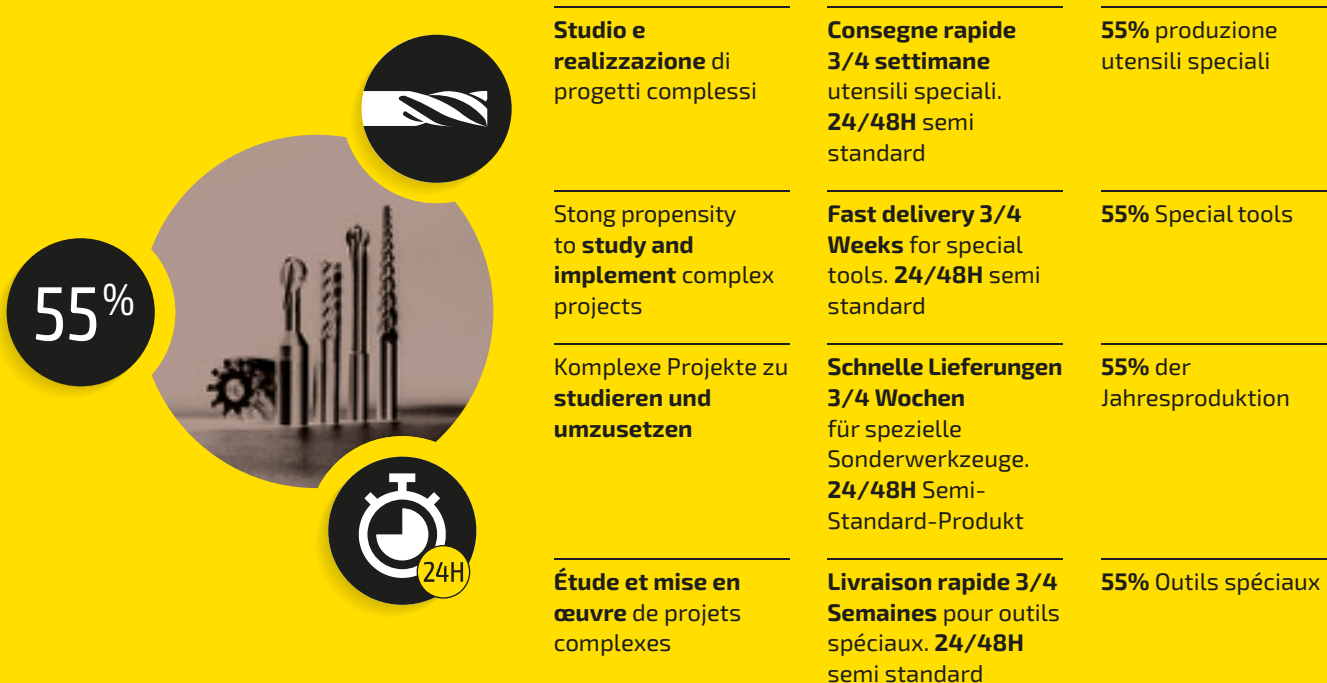 55%
24H
Studio e
realizzazione di
progetti complessi
Consegne rapide
3/4 settimane
utensili speciali.
24/48H semi
standard
55% produzione
utensili speciali
Stong propensity
to study and
implement complex
projects
Fast delivery 3/4
Weeks for special
tools. 24/48H semi
standard
55% Special tools
Komplexe Projekte zu
studieren und
umzusetzen
Schnelle Lieferungen
3/4 Wochen
für spezielle
Sonderwerkzeuge.
24/48H Semi-
Standard-Produkt
55% der
Jahresproduktion
Étude et mise en
œuvre de projets
complexes
Livraison rapide 3/4
Semaines pour outils
spéciaux. 24/48H
semi standard
55% Outils spéciaux